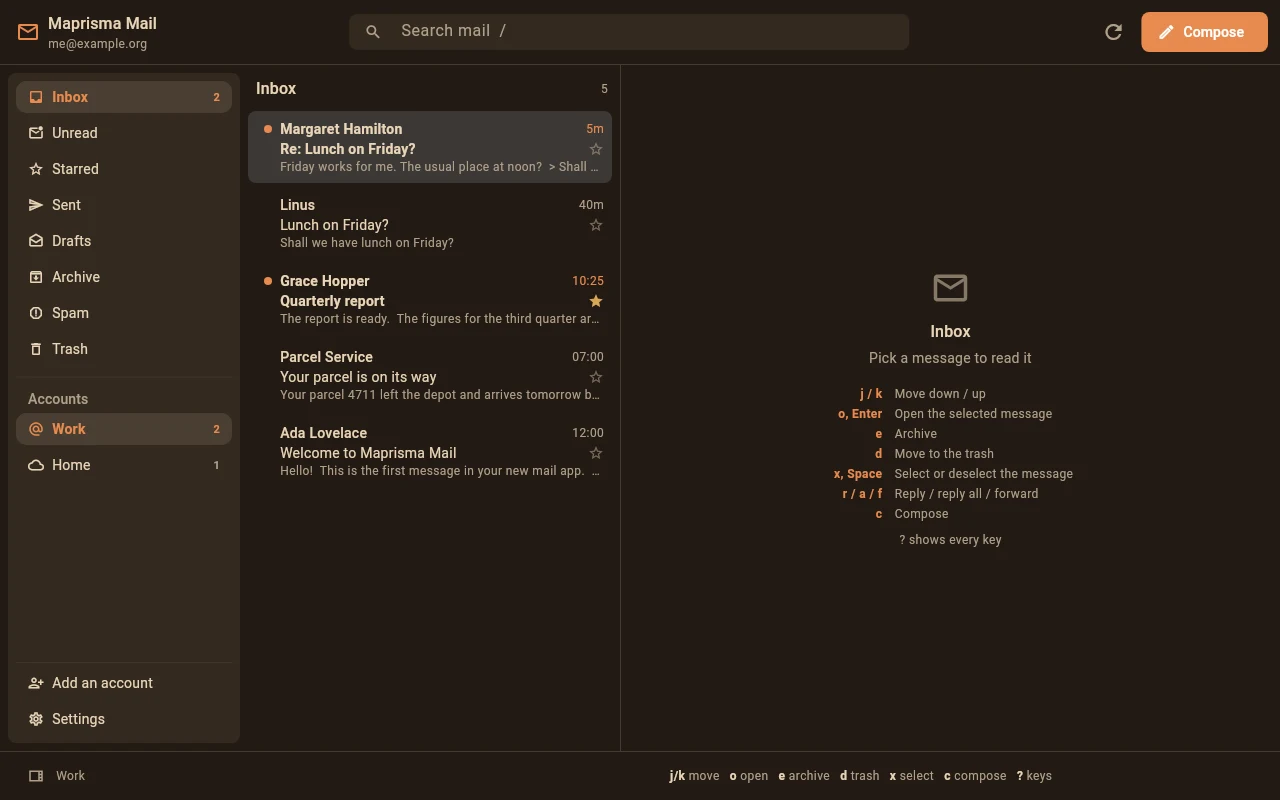 Maprisma Mail
me@example.org
Search mail /
Compose
Inbox 2
Unread
Starred
Sent
Drafts
Archive
Spam
Trash
Accounts
Work 2
Home 1
Add an account
Settings
Inbox 5
Margaret Hamilton 5m
Re: Lunch on Friday?
Friday works for me. The usual place at noon?  > Shall …
Linus 40m
Lunch on Friday?
Shall we have lunch on Friday?
Grace Hopper 10:25
Quarterly report
The report is ready.  The figures for the third quarter ar…
Parcel Service 07:00
Your parcel is on its way
Your parcel 4711 left the depot and arrives tomorrow b…
Ada Lovelace 12:00
Welcome to Maprisma Mail
Hello!  This is the first message in your new mail app.  …
Inbox
Pick a message to read it
j / k Move down / up
o, Enter Open the selected message
e Archive
d Move to the trash
x, Space Select or deselect the message
r / a / f Reply / reply all / forward
c Compose
? shows every key
Work
j/k move o open e archive d trash x select c compose ? keys